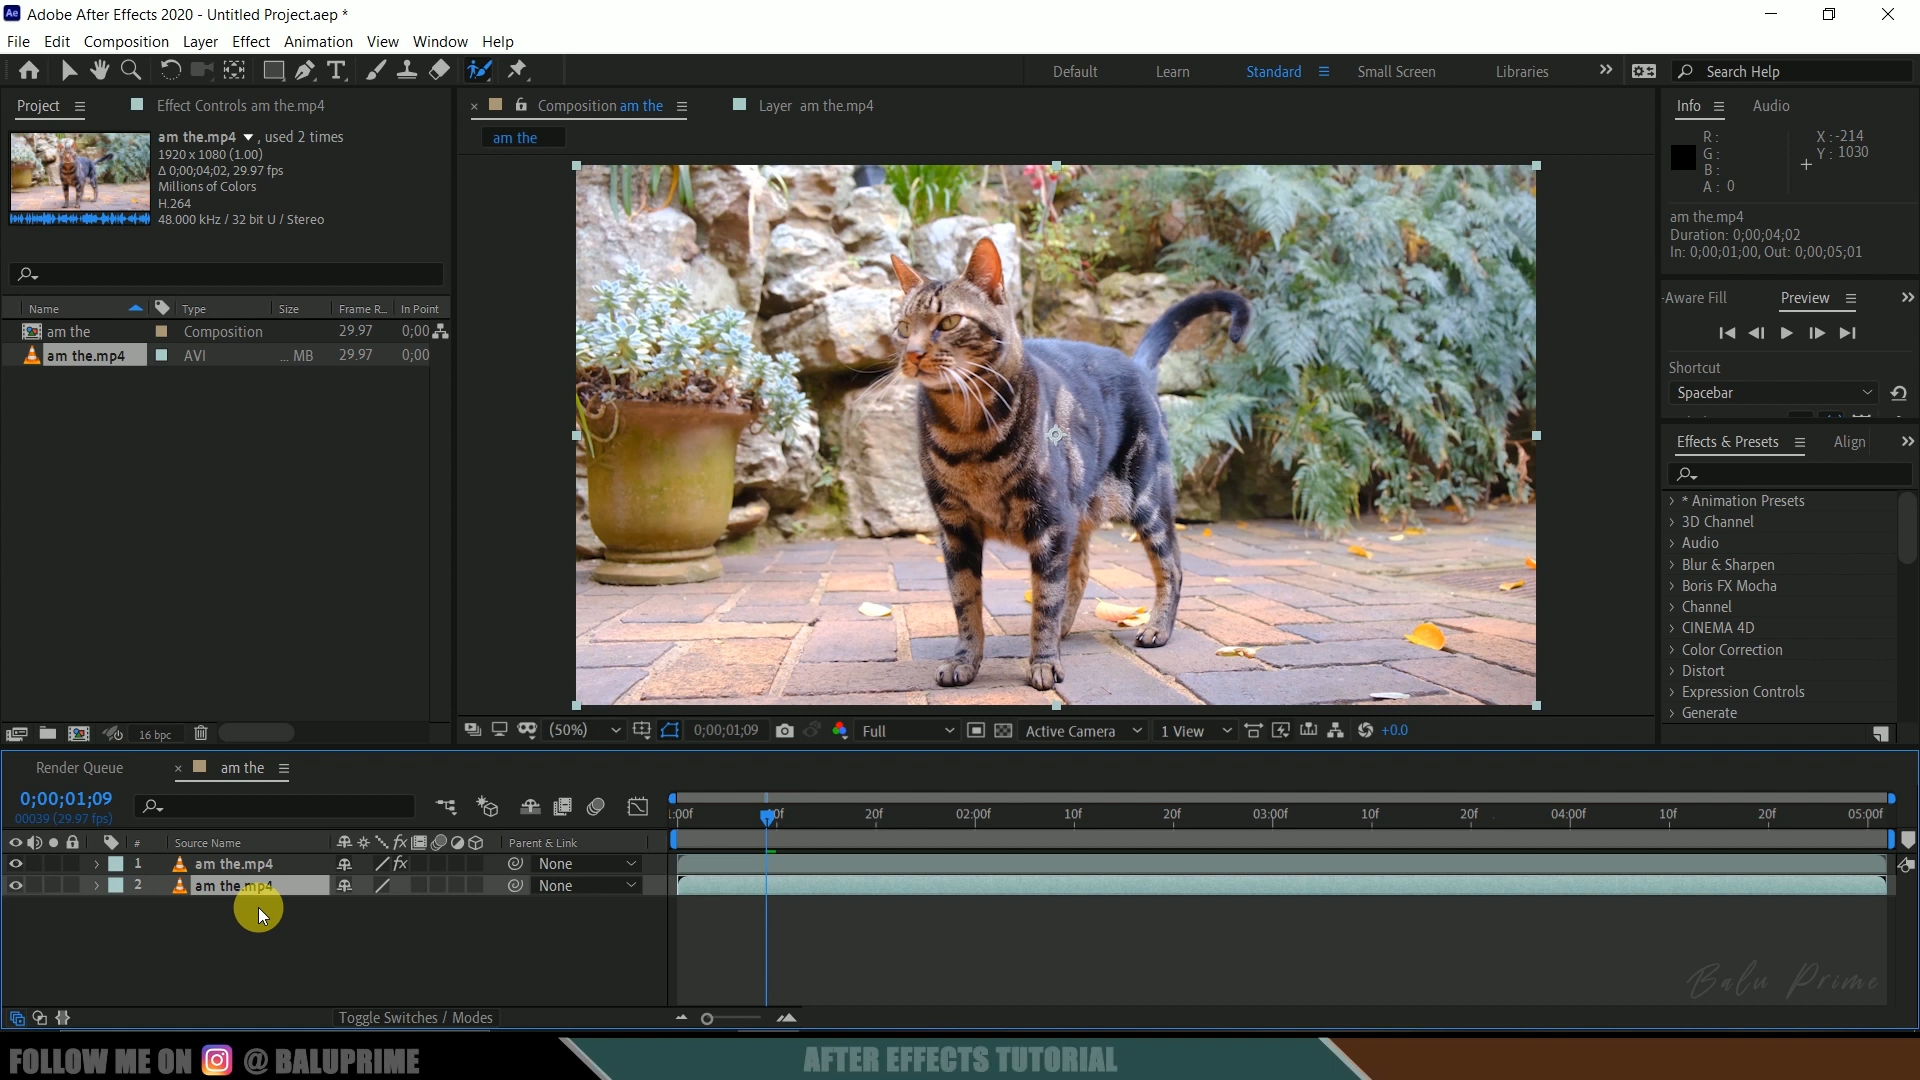 Ae Adobe After Effects 2020 - Untitled Project.aep *
File Edit Composition Layer Effect Animation View Window Help
Default Learn Standard Small Screen Libraries Search Help
Project Effect Controls am the.mp4
Composition am the Layer am the.mp4
Info Audio
am the
am the.mp4 , used 2 times
1920 x 1080 (1.00)
Δ 0;00;04;02, 29.97 fps
Millions of Colors
H.264
48.000 kHz / 32 bit U / Stereo
R :
G :
B :
A : 0
X : -214
Y : 1030
am the.mp4
Duration: 0;00;04;02
In: 0;00;01;00, Out: 0;00;05;01
Name Type Size Frame R... In Point
am the Composition 29.97 0;00
am the.mp4 AVI ... MB 29.97 0;00
-Aware Fill Preview
Shortcut
Spacebar
Effects & Presets Align
* Animation Presets
3D Channel
Audio
Blur & Sharpen
Boris FX Mocha
Channel
CINEMA 4D
Color Correction
Distort
Expression Controls
Generate
16 bpc
(50%) 0;00;01;09 Full Active Camera 1 View +0.0
Render Queue am the
0;00;01;09
00039 (29.97 fps)
:00f 10f 20f 02:00f 10f 20f 03:00f 10f 20f 04:00f 10f 20f 05:00f
# Source Name Parent & Link
1 am the.mp4 fx None
2 am the.mp4 None
Balu Prime
Toggle Switches / Modes
FOLLOW ME ON @ BALUPRIME
AFTER EFFECTS TUTORIAL